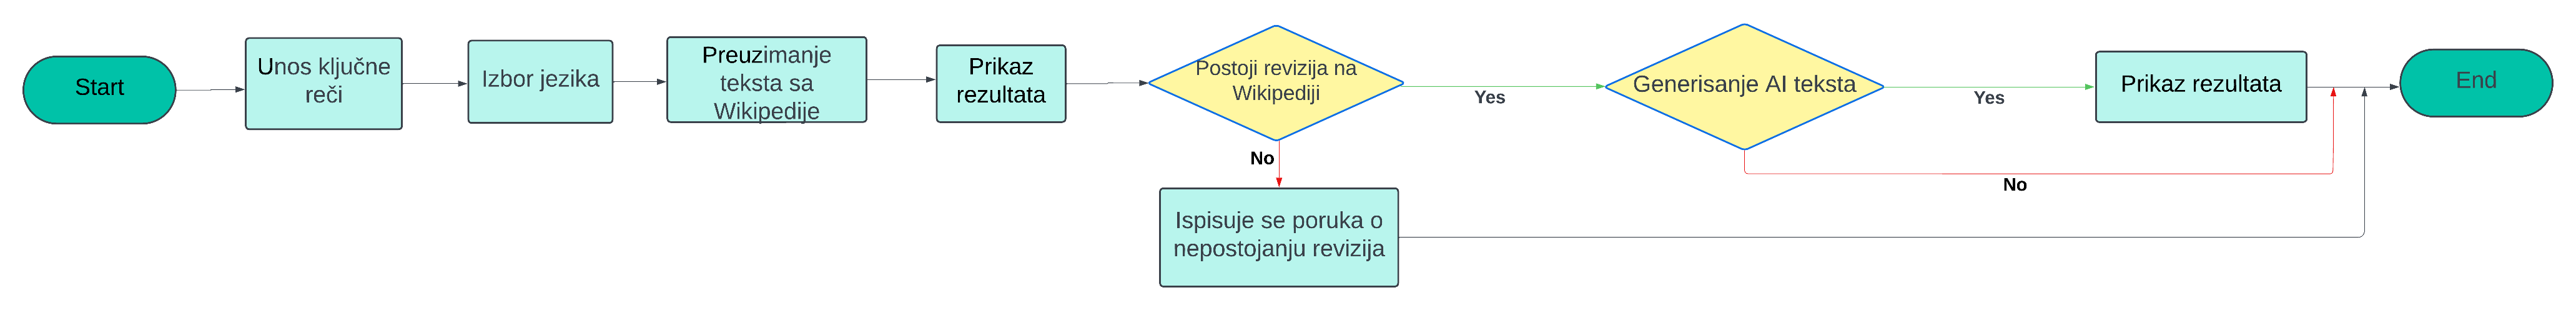 Start
Unos ključne
reči
Izbor jezika
Preuzimanje
teksta sa
Wikipedije
Prikaz
rezultata
Postoji revizija na
Wikipediji
Yes
Generisanje AI teksta
Yes
Prikaz rezultata
End
No
No
Ispisuje se poruka o
nepostojanju revizija